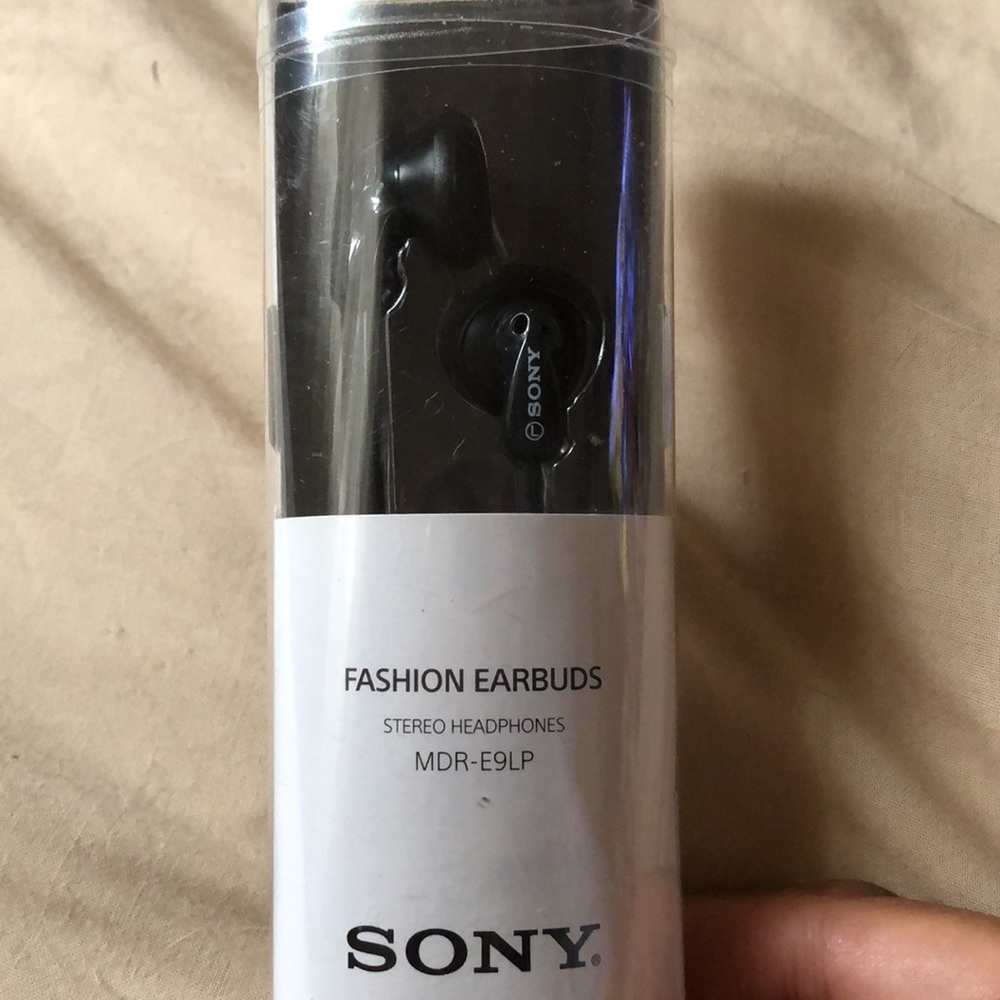 Ⓛ SONY
FASHION EARBUDS
STEREO HEADPHONES
MDR-E9LP
SONY®